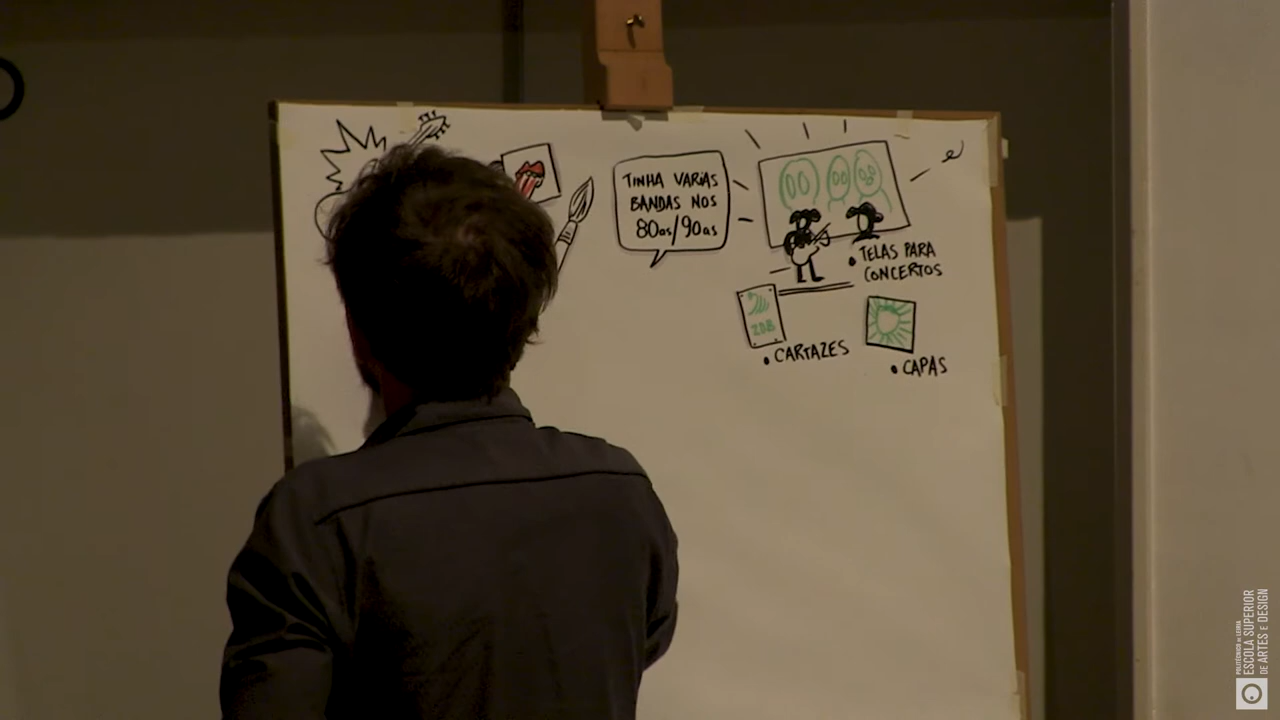 TINHA VARIAS
BANDAS NOS
80as/90as
• TELAS PARA
CONCERTOS
ZDB
• CARTAZES
• CAPAS
POLITÉCNICO DE LEIRIA
ESCOLA SUPERIOR
DE ARTES E DESIGN